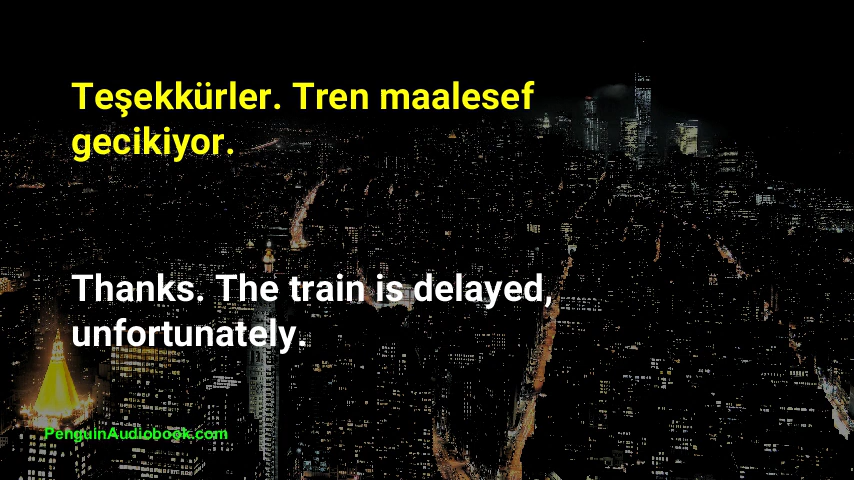 Teşekkürler. Tren maalesef
gecikiyor.
Thanks. The train is delayed,
unfortunately.
PenguinAudiobook.com